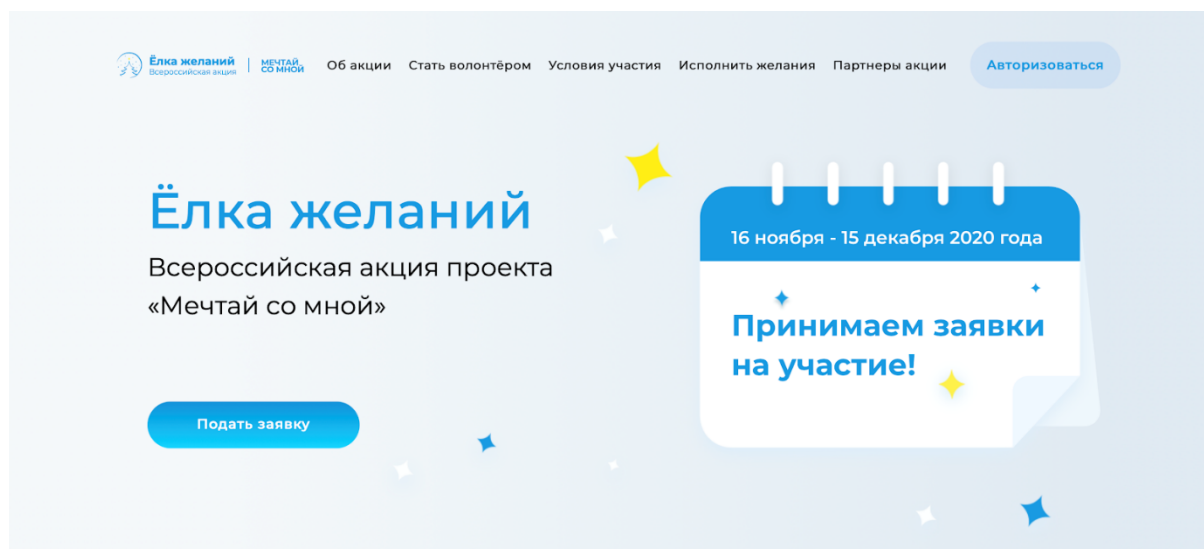 Ёлка желаний
Всероссийская акция
МЕЧТАЙ
СО МНОЙ
Об акции
Стать волонтёром
Условия участия
Исполнить желания
Партнеры акции
Авторизоваться
Ёлка желаний
Всероссийская акция проекта
«Мечтай со мной»
Подать заявку
16 ноября - 15 декабря 2020 года
Принимаем заявки
на участие!